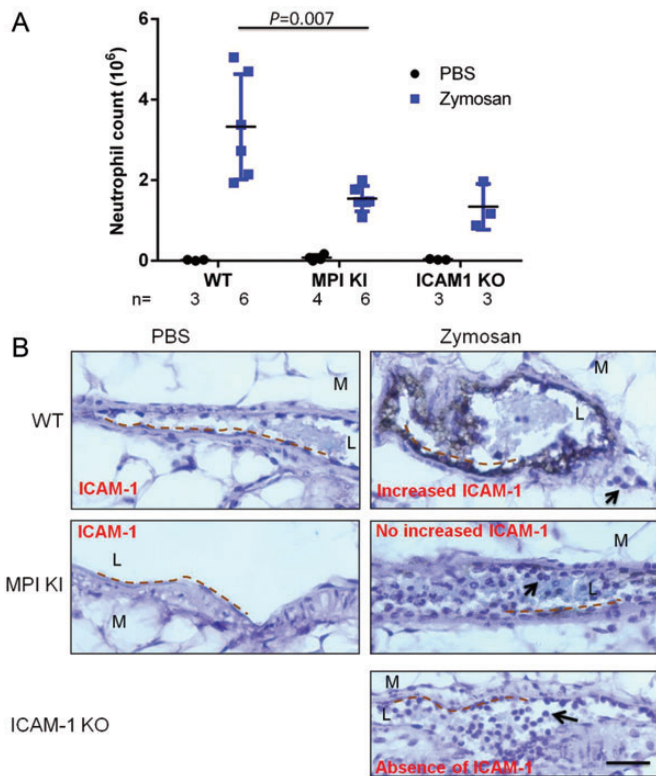 A
P=0.007
Neutrophil count (10⁶)
6
4
2
0
PBS
Zymosan
WT
MPI KI
ICAM1 KO
n=
3
6
4
6
3
3
B
PBS
Zymosan
WT
M
L
ICAM-1
M
L
Increased ICAM-1
MPI KI
ICAM-1
L
M
No increased ICAM-1
M
L
ICAM-1 KO
M
L
Absence of ICAM-1